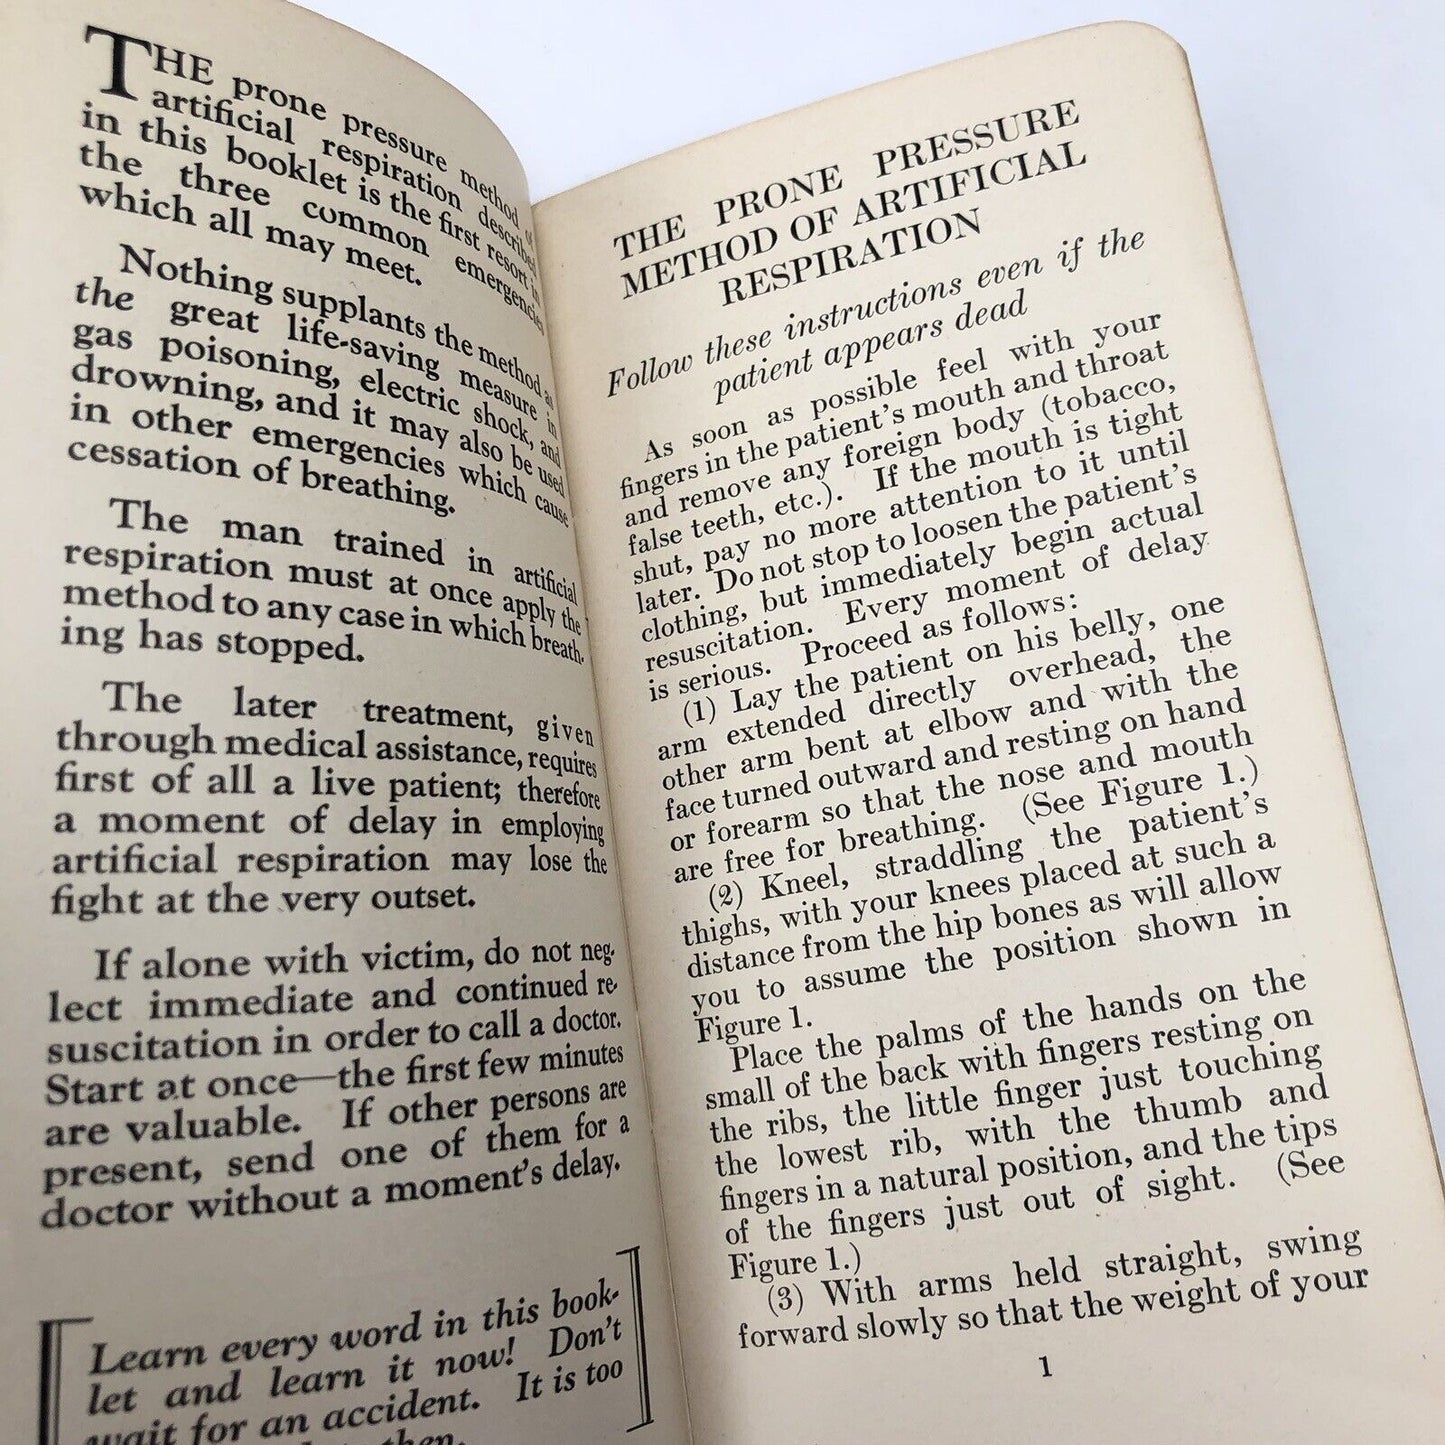 THE prone pressure method of
artificial respiration described
in this booklet is the first resort in
the three common emergencies
which all may meet.
Nothing supplants the method as
the great life-saving measure in
gas poisoning, electric shock, and
drowning, and it may also be used
in other emergencies which cause
cessation of breathing.
The man trained in artificial
respiration must at once apply the
method to any case in which breath-
ing has stopped.
The later treatment, given
through medical assistance, requires
first of all a live patient; therefore
a moment of delay in employing
artificial respiration may lose the
fight at the very outset.
If alone with victim, do not neg-
lect immediate and continued re-
suscitation in order to call a doctor.
Start at once—the first few minutes
are valuable. If other persons are
present, send one of them for a
doctor without a moment's delay.
Learn every word in this book-
let and learn it now! Don't
wait for an accident. It is too
then.
THE PRONE PRESSURE
METHOD OF ARTIFICIAL
RESPIRATION
Follow these instructions even if the
patient appears dead
As soon as possible feel with your
fingers in the patient's mouth and throat
and remove any foreign body (tobacco,
false teeth, etc.). If the mouth is tight
shut, pay no more attention to it until
later. Do not stop to loosen the patient's
clothing, but immediately begin actual
resuscitation. Every moment of delay
is serious. Proceed as follows:
(1) Lay the patient on his belly, one
arm extended directly overhead, the
other arm bent at elbow and with the
face turned outward and resting on hand
or forearm so that the nose and mouth
are free for breathing. (See Figure 1.)
(2) Kneel, straddling the patient's
thighs, with your knees placed at such a
distance from the hip bones as will allow
you to assume the position shown in
Figure 1.
Place the palms of the hands on the
small of the back with fingers resting on
the ribs, the little finger just touching
the lowest rib, with the thumb and
fingers in a natural position, and the tips
of the fingers just out of sight. (See
Figure 1.)
(3) With arms held straight, swing
forward slowly so that the weight of your
1